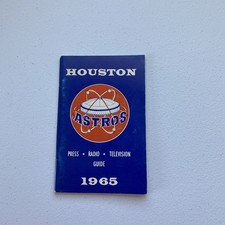 HOUSTON
ASTROS
PRESS • RADIO • TELEVISION
GUIDE
1965